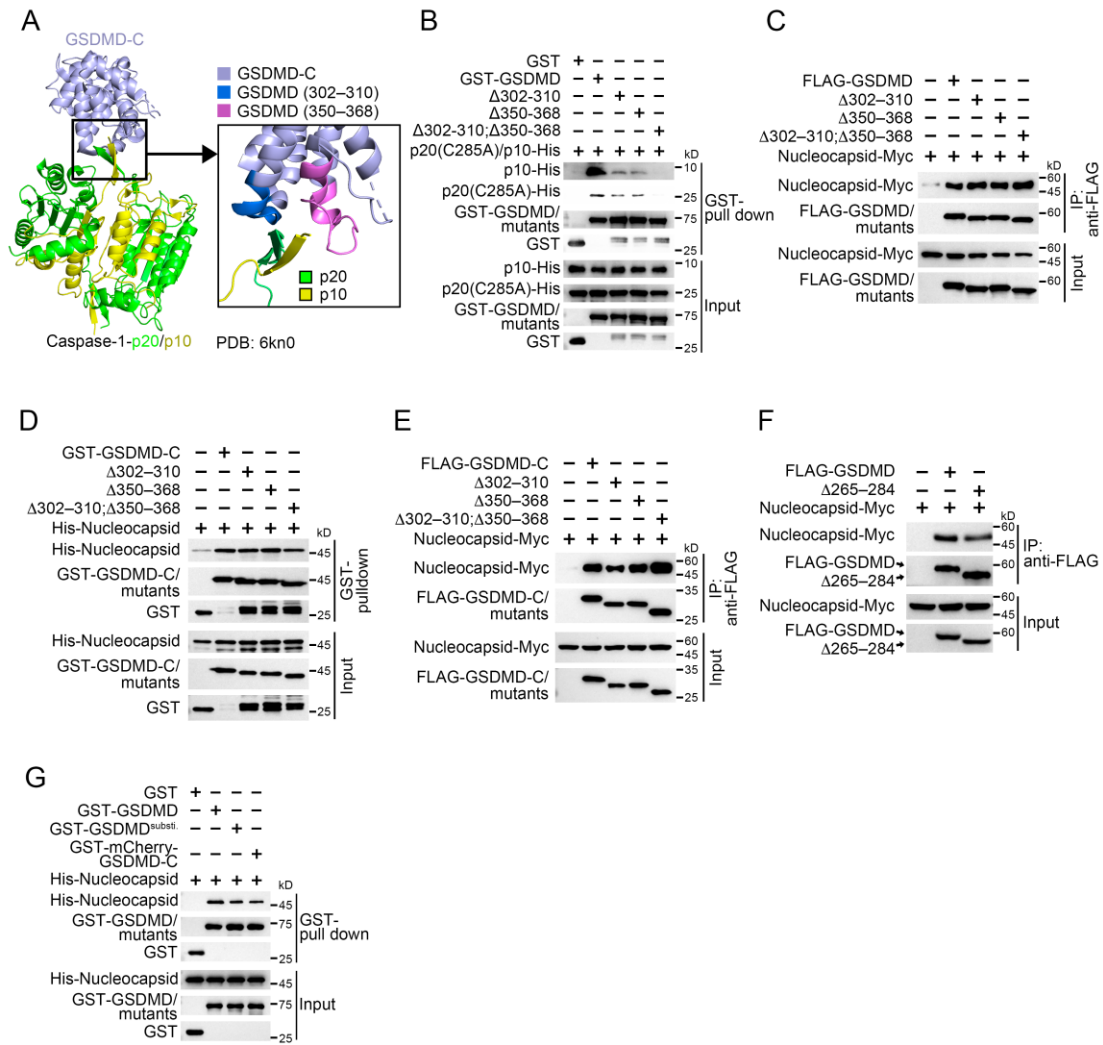 A
GSDMD-C
GSDMD-C
GSDMD (302–310)
GSDMD (350–368)
p20
p10
Caspase-1-p20/p10
PDB: 6kn0
B
GST + − − − −
GST-GSDMD − + − − −
Δ302-310 − − + − −
Δ350-368 − − − + −
Δ302-310;Δ350-368 − − − − +
p20(C285A)/p10-His + + + + +
kD
p10-His 10
p20(C285A)-His
GST-GSDMD/
mutants 75
GST 25
GST-
pull down
p10-His 10
p20(C285A)-His
GST-GSDMD/
mutants 75
GST 25
Input
C
FLAG-GSDMD − + − − −
Δ302–310 − − + − −
Δ350-368 − − − + −
Δ302–310;Δ350-368 − − − − +
Nucleocapsid-Myc + + + + +
kD
Nucleocapsid-Myc 60
45
FLAG-GSDMD/
mutants 60
IP:
anti-FLAG
Nucleocapsid-Myc 60
45
FLAG-GSDMD/
mutants 60
Input
D
GST-GSDMD-C − + − − −
Δ302–310 − − + − −
Δ350–368 − − − + −
Δ302–310;Δ350-368 − − − − +
His-Nucleocapsid + + + + +
kD
His-Nucleocapsid 45
GST-GSDMD-C/
mutants 45
GST 25
GST-
pulldown
His-Nucleocapsid 45
GST-GSDMD-C/
mutants 45
GST 25
Input
E
FLAG-GSDMD-C − + − − −
Δ302–310 − − + − −
Δ350–368 − − − + −
Δ302–310;Δ350-368 − − − − +
Nucleocapsid-Myc + + + + +
kD
Nucleocapsid-Myc 60
45
FLAG-GSDMD-C/
mutants 35
25
IP:
anti-FLAG
Nucleocapsid-Myc 60
45
FLAG-GSDMD-C/
mutants 35
25
Input
F
FLAG-GSDMD − + −
Δ265–284 − − +
Nucleocapsid-Myc + + +
kD
Nucleocapsid-Myc 60
45
FLAG-GSDMD 60
Δ265–284
IP:
anti-FLAG
Nucleocapsid-Myc 45
FLAG-GSDMD 60
Δ265–284
Input
G
GST + − − −
GST-GSDMD − + − −
GST-GSDMDsubsti. − − + −
GST-mCherry-
GSDMD-C − − − +
His-Nucleocapsid + + + +
kD
His-Nucleocapsid 45
GST-GSDMD/
mutants 75
GST 25
GST-
pull down
His-Nucleocapsid 45
GST-GSDMD/
mutants 75
GST 25
Input